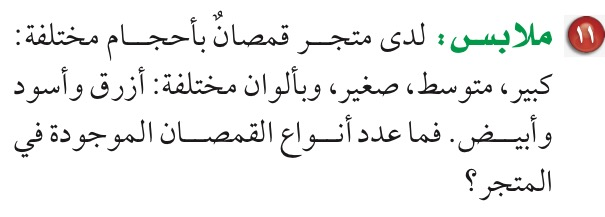 ١١ ملابس: لدى متجر قمصانٌ بأحجام مختلفة:
كبير، متوسط، صغير، وبألوان مختلفة: أزرق وأسود
وأبيض. فما عدد أنواع القمصان الموجودة في
المتجر؟